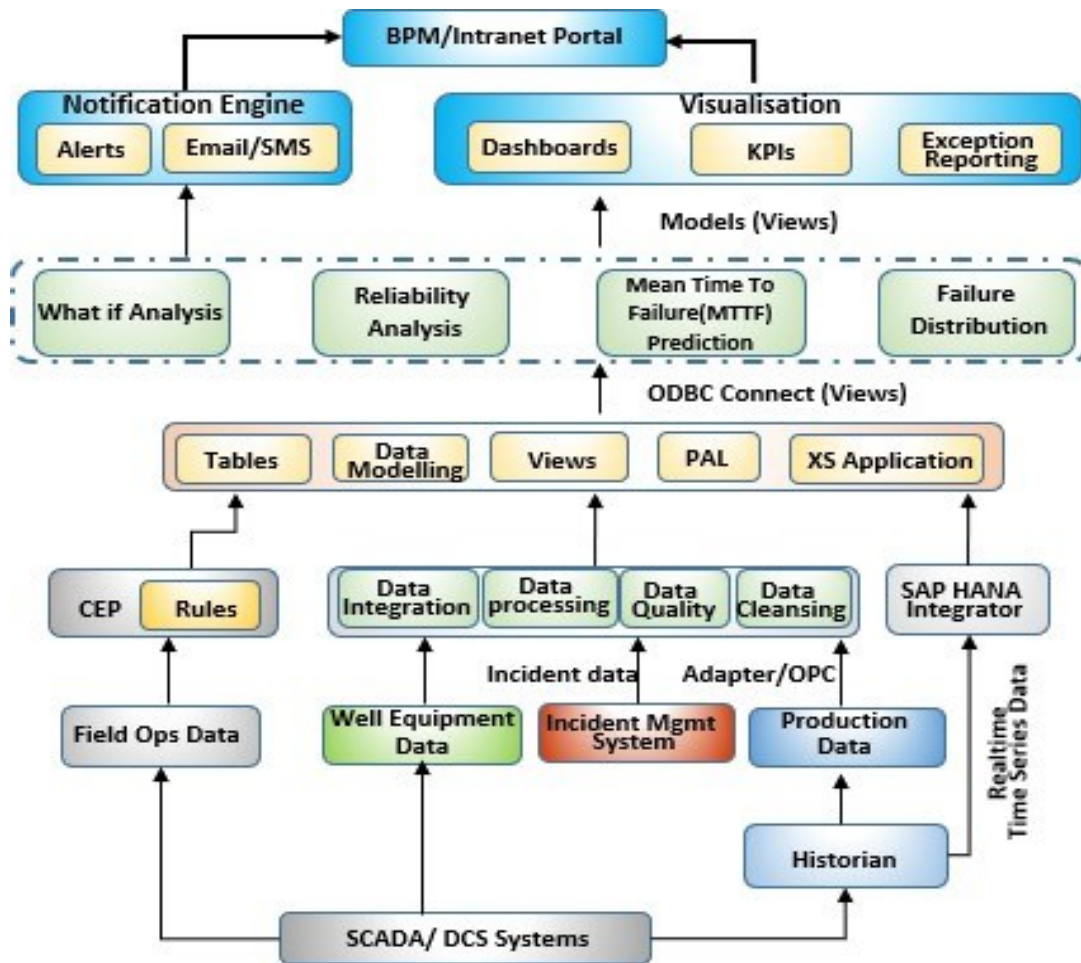 BPM/Intranet Portal
Notification Engine
Alerts
Email/SMS
Visualisation
Dashboards
KPIs
Exception
Reporting
Models (Views)
What if Analysis
Reliability
Analysis
Mean Time To
Failure(MTTF)
Prediction
Failure
Distribution
ODBC Connect (Views)
Tables
Data
Modelling
Views
PAL
XS Application
CEP
Rules
Data
Integration
Data
processing
Data
Quality
Data
Cleansing
SAP HANA
Integrator
Incident data
Adapter/OPC
Field Ops Data
Well Equipment
Data
Incident Mgmt
System
Production
Data
Realtime
Time Series Data
Historian
SCADA/ DCS Systems